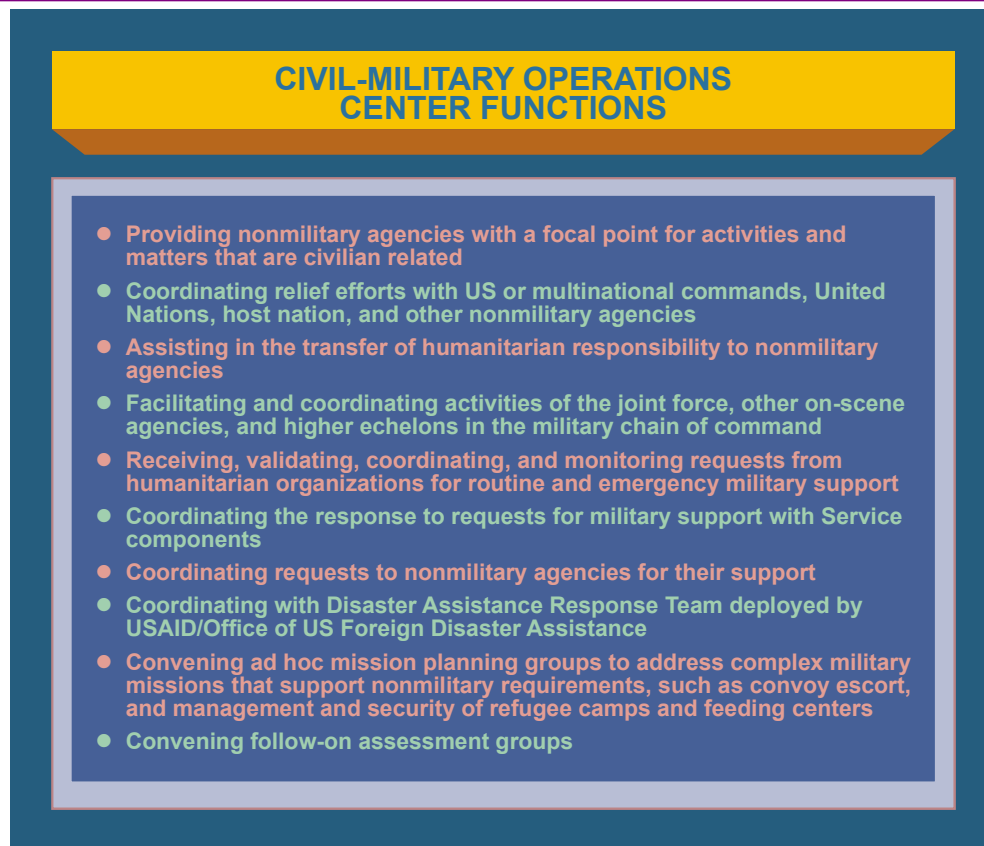 CIVIL-MILITARY OPERATIONS
CENTER FUNCTIONS
● Providing nonmilitary agencies with a focal point for activities and
matters that are civilian related
● Coordinating relief efforts with US or multinational commands, United
Nations, host nation, and other nonmilitary agencies
● Assisting in the transfer of humanitarian responsibility to nonmilitary
agencies
● Facilitating and coordinating activities of the joint force, other on-scene
agencies, and higher echelons in the military chain of command
● Receiving, validating, coordinating, and monitoring requests from
humanitarian organizations for routine and emergency military support
● Coordinating the response to requests for military support with Service
components
● Coordinating requests to nonmilitary agencies for their support
● Coordinating with Disaster Assistance Response Team deployed by
USAID/Office of US Foreign Disaster Assistance
● Convening ad hoc mission planning groups to address complex military
missions that support nonmilitary requirements, such as convoy escort,
and management and security of refugee camps and feeding centers
● Convening follow-on assessment groups